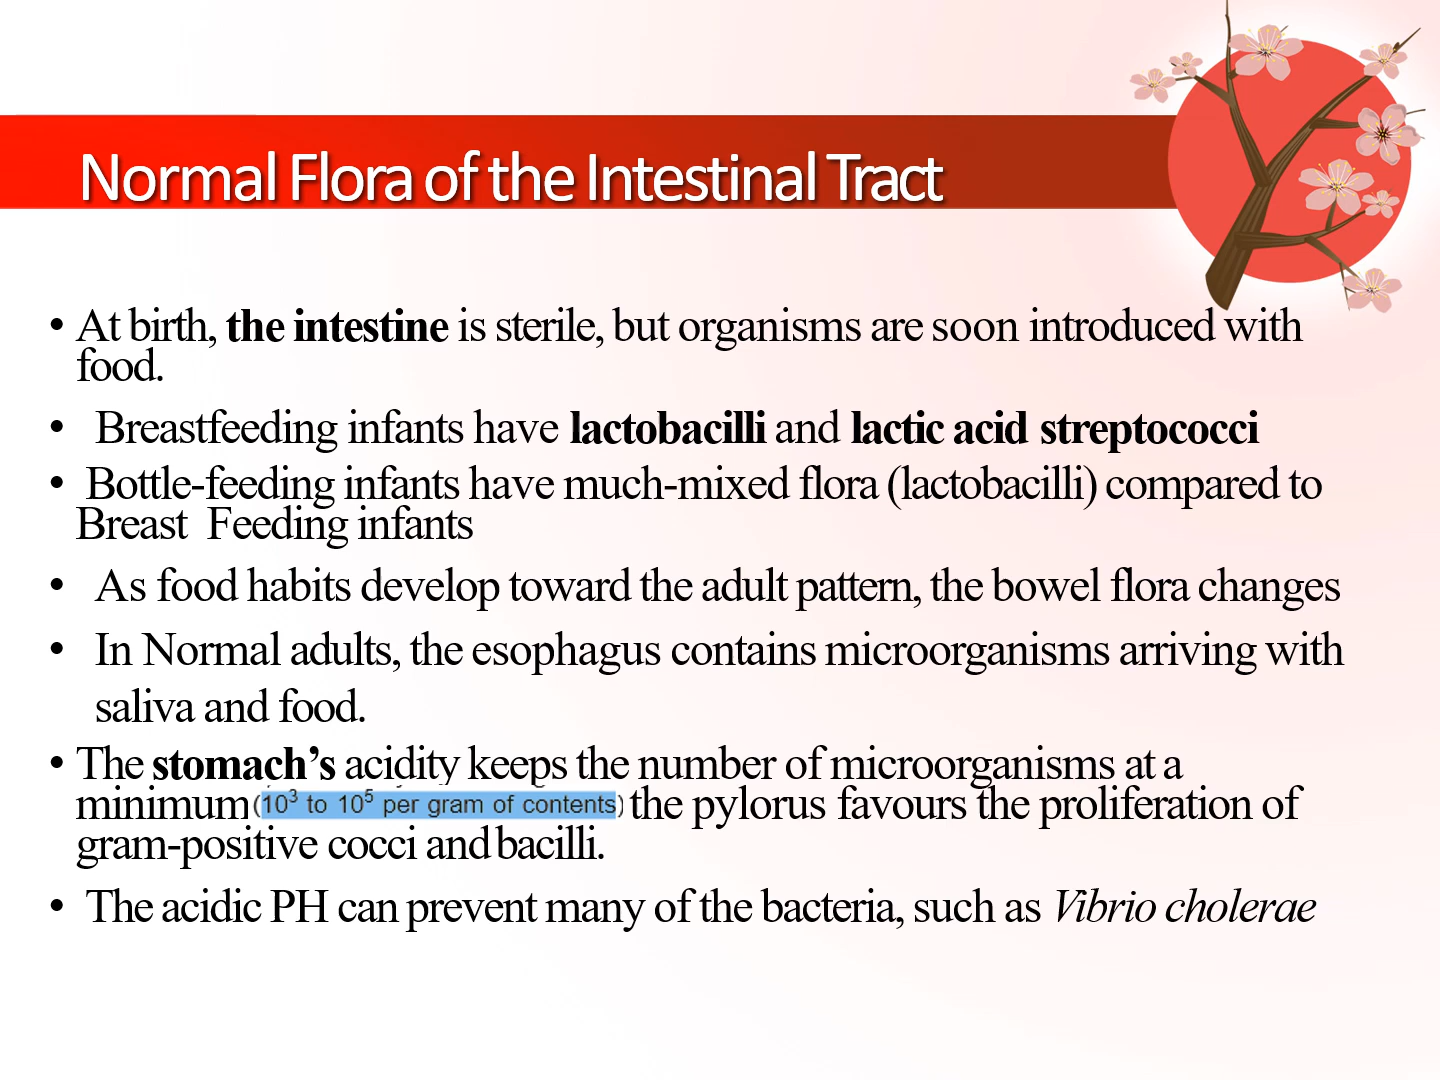 Normal Flora of the Intestinal Tract
• At birth, the intestine is sterile, but organisms are soon introduced with
food.
• Breastfeeding infants have lactobacilli and lactic acid streptococci
• Bottle-feeding infants have much-mixed flora (lactobacilli) compared to
Breast Feeding infants
• As food habits develop toward the adult pattern, the bowel flora changes
• In Normal adults, the esophagus contains microorganisms arriving with
saliva and food.
• The stomach’s acidity keeps the number of microorganisms at a
minimum (10³ to 10⁵ per gram of contents) the pylorus favours the proliferation of
gram-positive cocci and bacilli.
• The acidic PH can prevent many of the bacteria, such as Vibrio cholerae